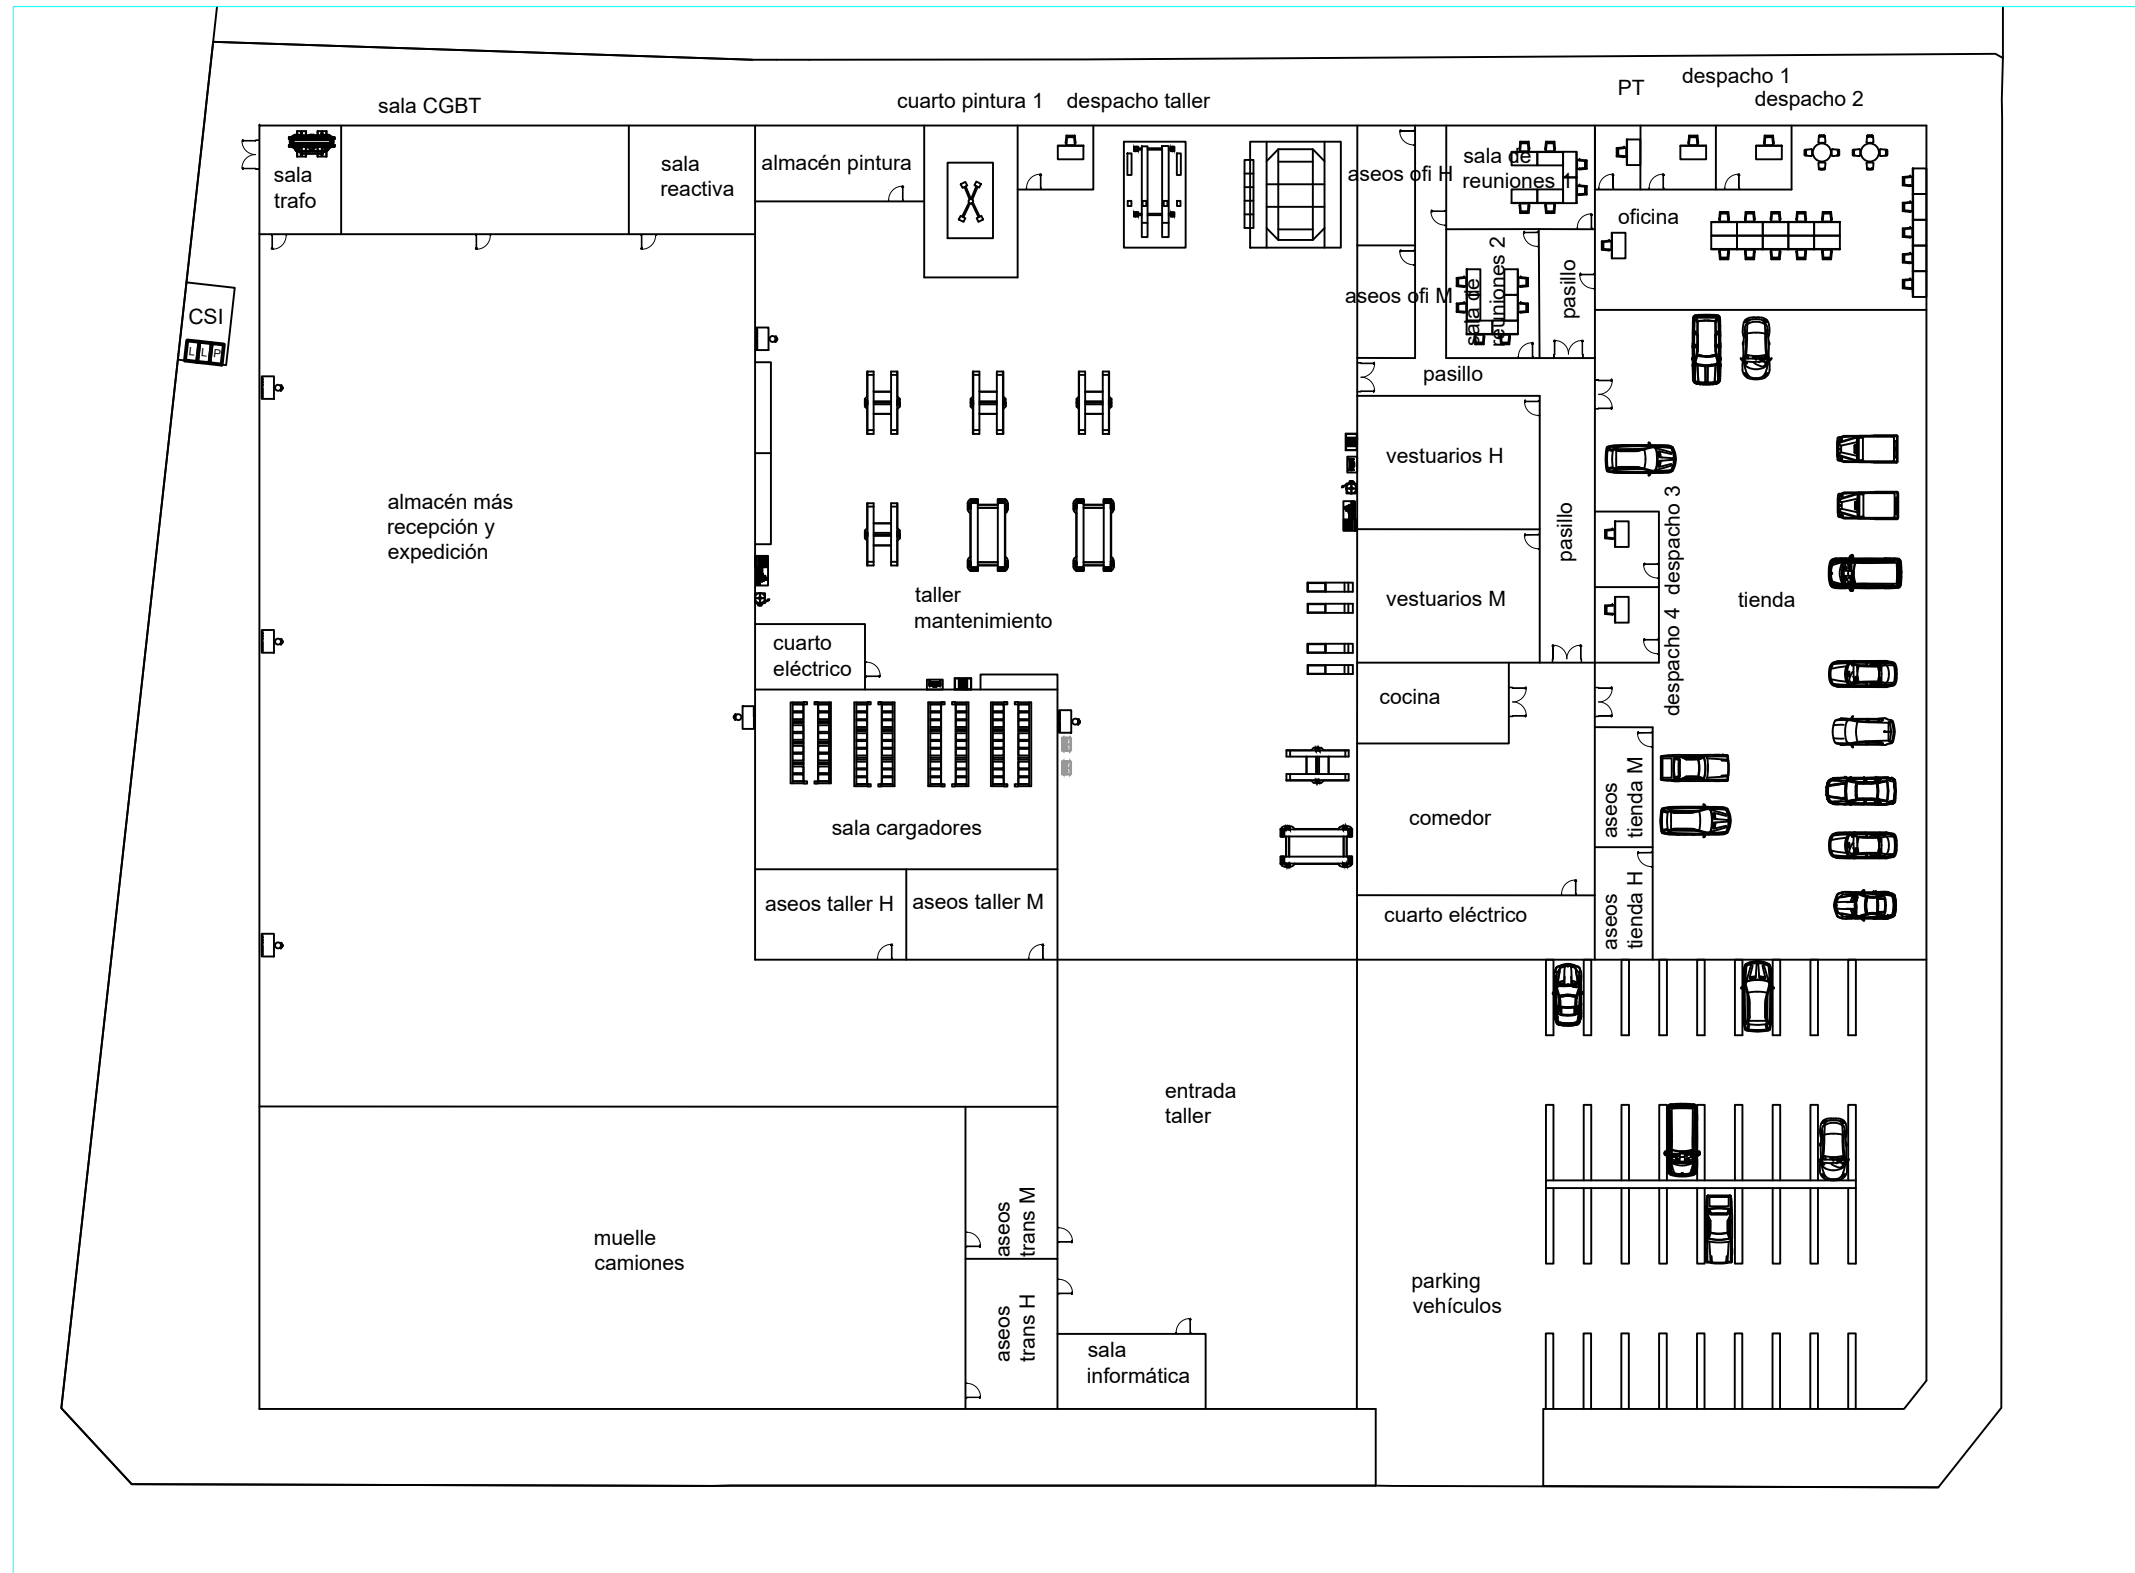 despacho 1
PT
despacho 2
sala CGBT
cuarto pintura 1
despacho taller
sala
trafo
sala
reactiva
almacén pintura
aseos ofi H
sala de
reuniones 1
oficina
aseos ofi M
sala de
reuniones 2
pasillo
CSI
L L P
pasillo
vestuarios H
almacén más
recepción y
expedición
pasillo
despacho 3
taller
mantenimiento
vestuarios M
tienda
despacho 4
cuarto
eléctrico
cocina
sala cargadores
comedor
aseos
tienda M
aseos taller H
aseos taller M
cuarto eléctrico
aseos
tienda H
entrada
taller
aseos
trans M
muelle
camiones
parking
vehículos
aseos
trans H
sala
informática